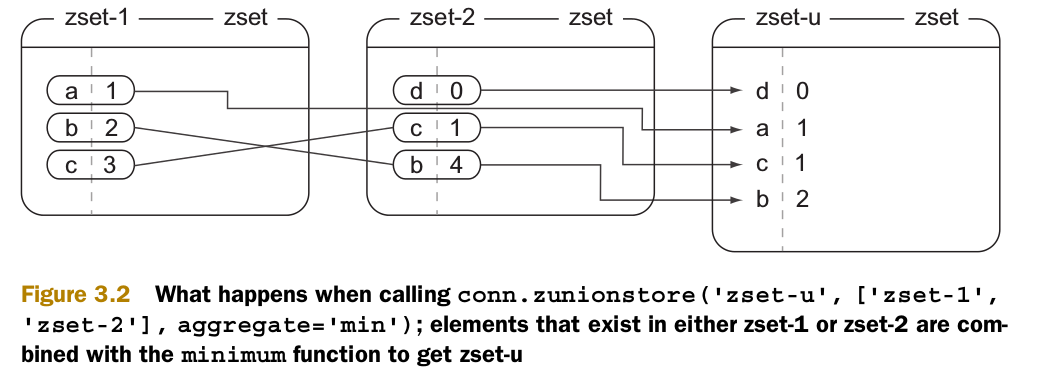 zset-1 zset
zset-2 zset
zset-u zset
a 1
b 2
c 3
d 0
c 1
b 4
d 0
a 1
c 1
b 2
Figure 3.2 What happens when calling conn.zunionstore('zset-u', ['zset-1',
'zset-2'], aggregate='min'); elements that exist in either zset-1 or zset-2 are com-
bined with the minimum function to get zset-u